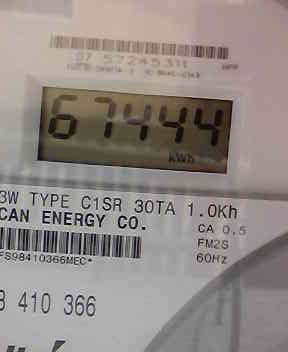 57245311
67444
kWh
3W TYPE C1SR 30TA 1.0Kh
CAN ENERGY CO.
CA 0.5
FM2S
60Hz
FS98410366MEC*
410 366